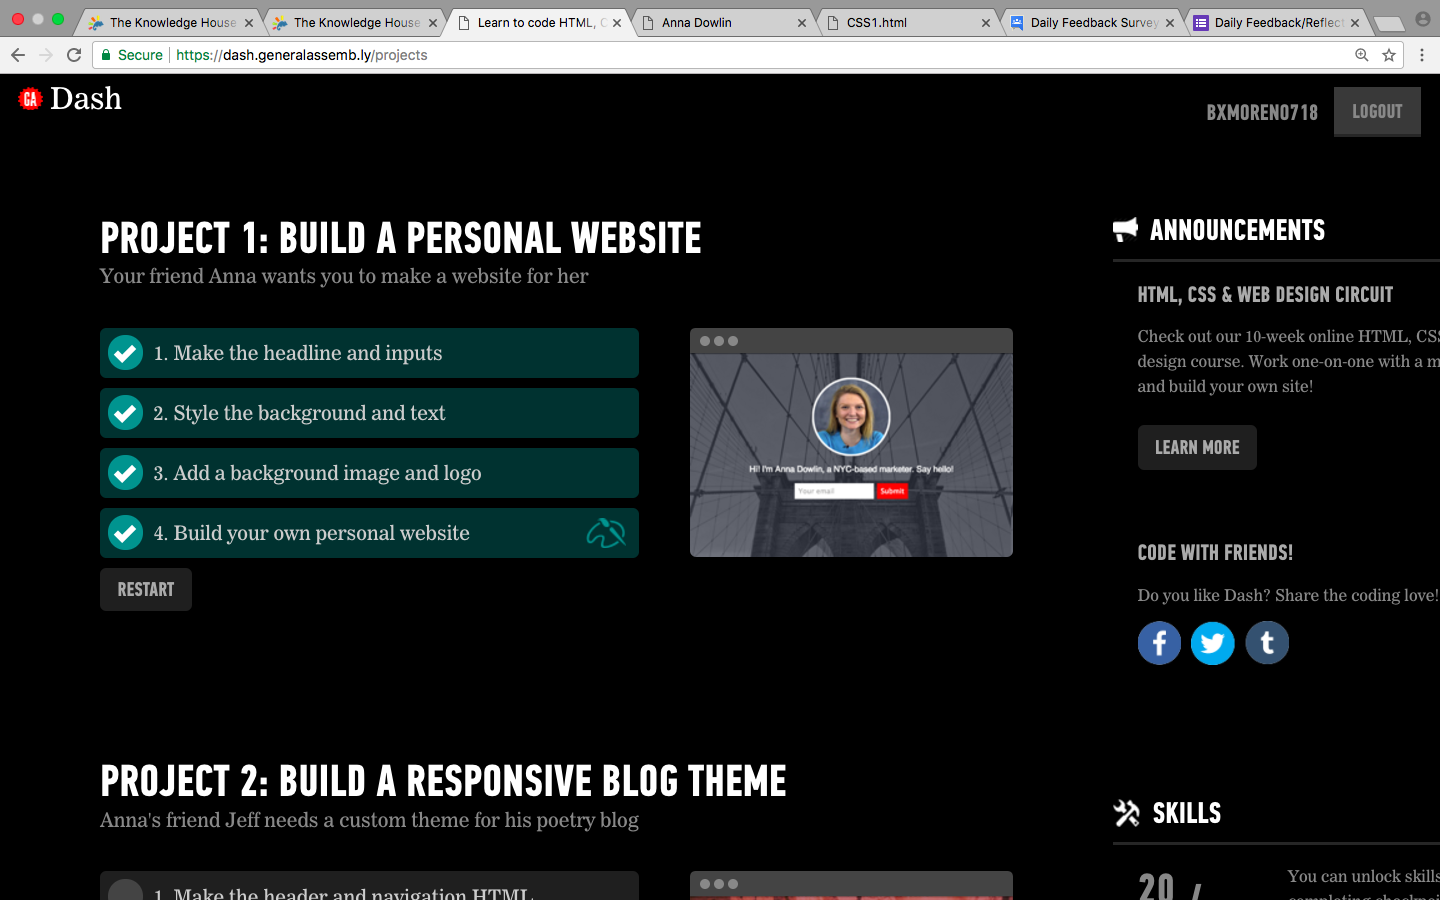 The Knowledge House
The Knowledge House
Learn to code HTML, C
Anna Dowlin
CSS1.html
Daily Feedback Survey
Daily Feedback/Reflect
Secure
https://dash.generalassemb.ly/projects
GA
Dash
BXMORENO718
LOGOUT
PROJECT 1: BUILD A PERSONAL WEBSITE
Your friend Anna wants you to make a website for her
1. Make the headline and inputs
2. Style the background and text
3. Add a background image and logo
4. Build your own personal website
RESTART
Hi! I'm Anna Dowlin, a NYC-based marketer. Say hello!
Your email
Submit
ANNOUNCEMENTS
HTML, CSS & WEB DESIGN CIRCUIT
Check out our 10-week online HTML, CSS
design course. Work one-on-one with a m
and build your own site!
LEARN MORE
CODE WITH FRIENDS!
Do you like Dash? Share the coding love!
PROJECT 2: BUILD A RESPONSIVE BLOG THEME
Anna's friend Jeff needs a custom theme for his poetry blog
1. Make the header and navigation HTML
SKILLS
20 /
You can unlock skills
completing checkpoi